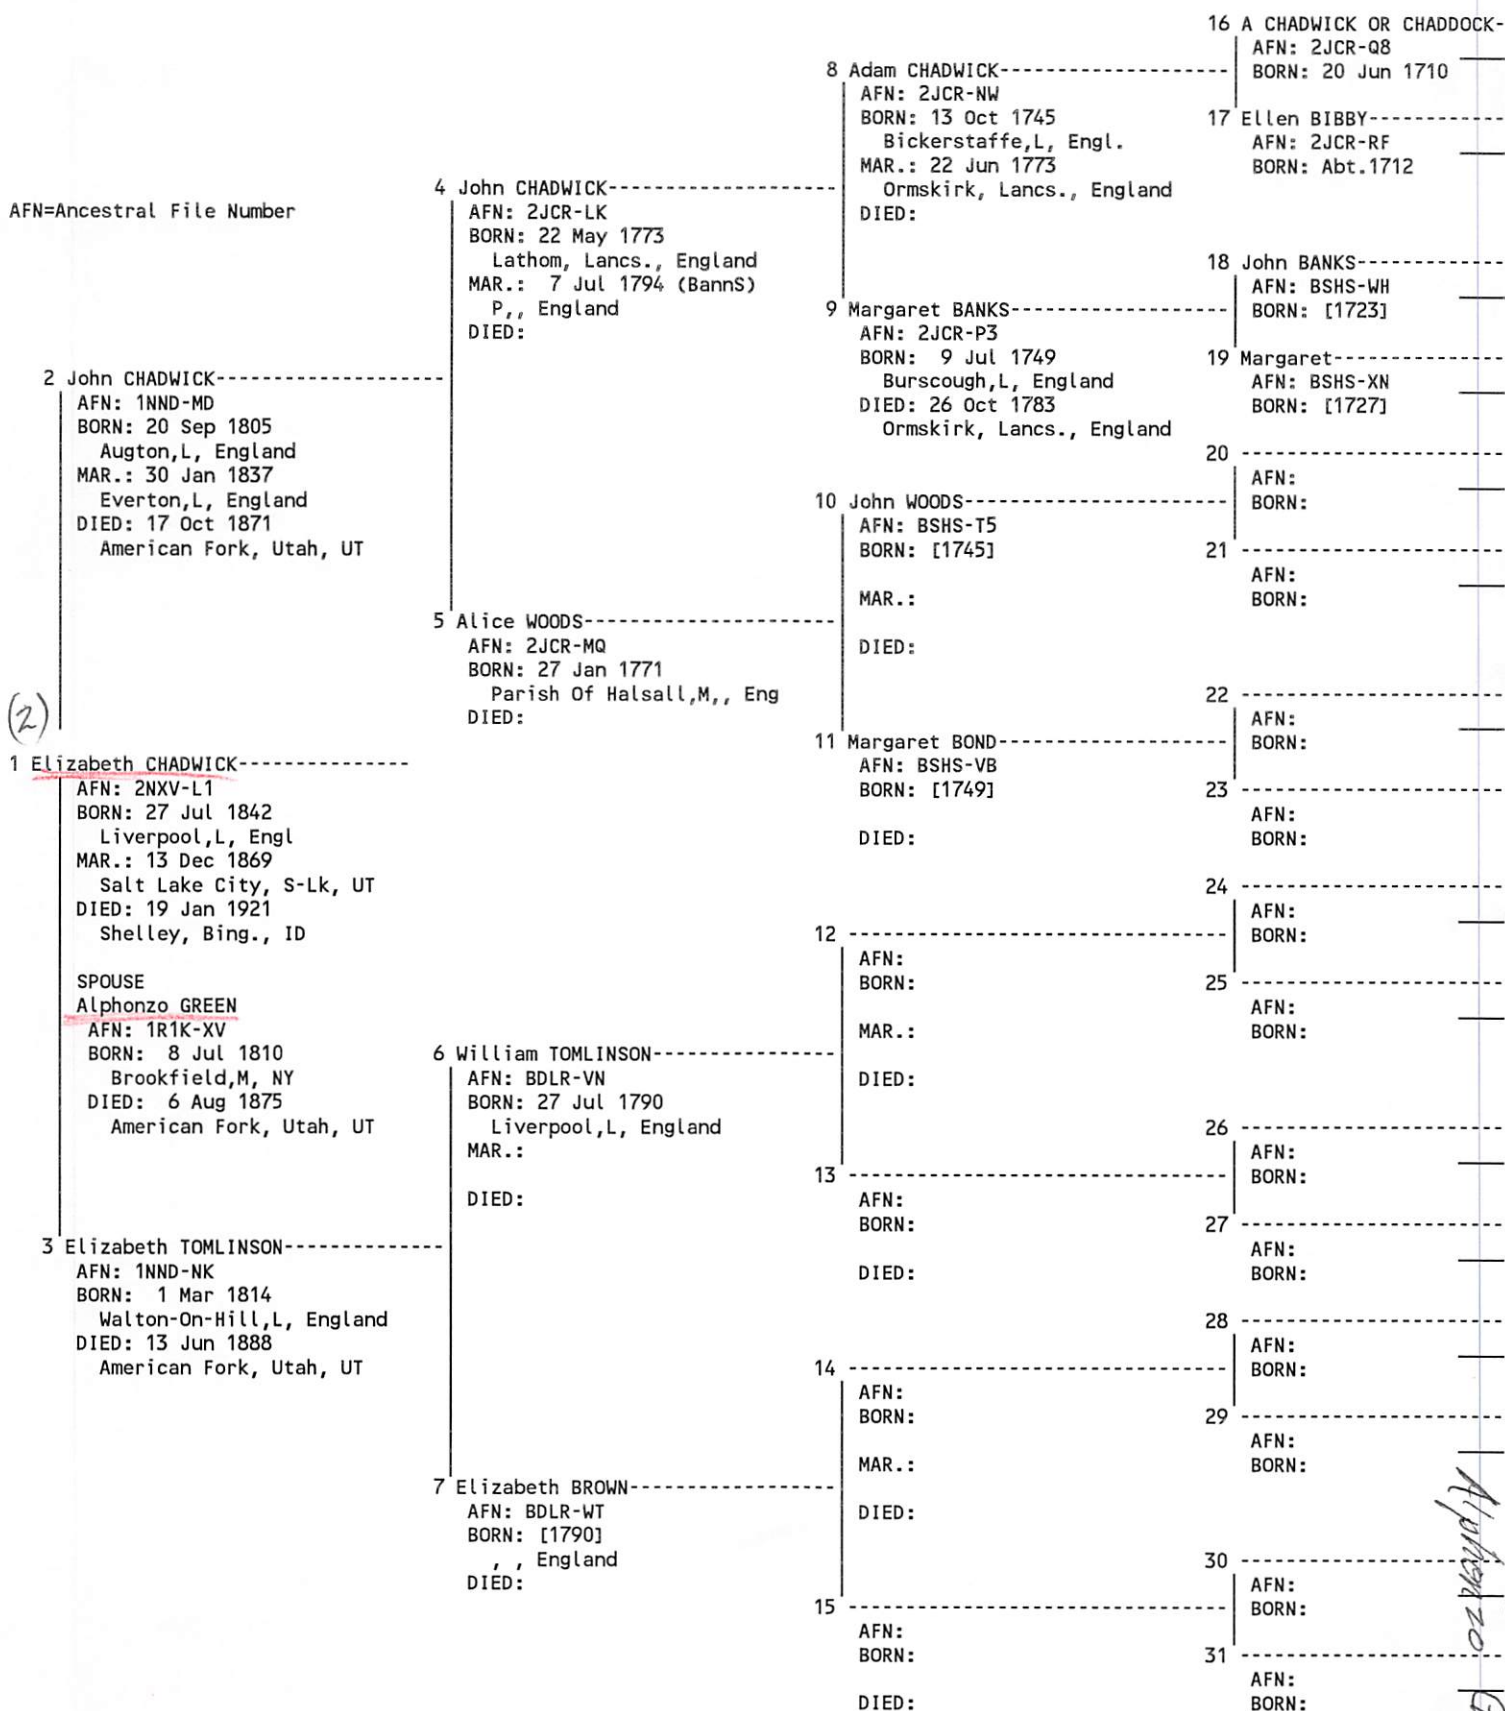 AFN=Ancestral File Number
(2)
1 Elizabeth CHADWICK--------------
AFN: 2NXV-L1
BORN: 27 Jul 1842
Liverpool,L, Engl
MAR.: 13 Dec 1869
Salt Lake City, S-Lk, UT
DIED: 19 Jan 1921
Shelley, Bing., ID
SPOUSE
Alphonzo GREEN
AFN: 1R1K-XV
BORN:  8 Jul 1810
Brookfield,M, NY
DIED:  6 Aug 1875
American Fork, Utah, UT
2 John CHADWICK-------------------
AFN: 1NND-MD
BORN: 20 Sep 1805
Augton,L, England
MAR.: 30 Jan 1837
Everton,L, England
DIED: 17 Oct 1871
American Fork, Utah, UT
3 Elizabeth TOMLINSON-------------
AFN: 1NND-NK
BORN:  1 Mar 1814
Walton-On-Hill,L, England
DIED: 13 Jun 1888
American Fork, Utah, UT
4 John CHADWICK-------------------
AFN: 2JCR-LK
BORN: 22 May 1773
Lathom, Lancs., England
MAR.:  7 Jul 1794 (BannS)
P,, England
DIED:
5 Alice WOODS---------------------
AFN: 2JCR-MQ
BORN: 27 Jan 1771
Parish Of Halsall,M,, Eng
DIED:
6 William TOMLINSON---------------
AFN: BDLR-VN
BORN: 27 Jul 1790
Liverpool,L, England
MAR.:
DIED:
7 Elizabeth BROWN-----------------
AFN: BDLR-WT
BORN: [1790]
, , England
DIED:
8 Adam CHADWICK-------------------
AFN: 2JCR-NW
BORN: 13 Oct 1745
Bickerstaffe,L, Engl.
MAR.: 22 Jun 1773
Ormskirk, Lancs., England
DIED:
9 Margaret BANKS------------------
AFN: 2JCR-P3
BORN:  9 Jul 1749
Burscough,L, England
DIED: 26 Oct 1783
Ormskirk, Lancs., England
10 John WOODS----------------------
AFN: BSHS-T5
BORN: [1745]
MAR.:
DIED:
11 Margaret BOND-------------------
AFN: BSHS-VB
BORN: [1749]
DIED:
12 --------------------------------
AFN:
BORN:
MAR.:
DIED:
13 --------------------------------
AFN:
BORN:
DIED:
14 --------------------------------
AFN:
BORN:
MAR.:
DIED:
15 --------------------------------
AFN:
BORN:
DIED:
16 A CHADWICK OR CHADDOCK-
AFN: 2JCR-Q8
BORN: 20 Jun 1710
17 Ellen BIBBY------------
AFN: 2JCR-RF
BORN: Abt.1712
18 John BANKS-------------
AFN: BSHS-WH
BORN: [1723]
19 Margaret---------------
AFN: BSHS-XN
BORN: [1727]
20 -----------------------
AFN:
BORN:
21 -----------------------
AFN:
BORN:
22 -----------------------
AFN:
BORN:
23 -----------------------
AFN:
BORN:
24 -----------------------
AFN:
BORN:
25 -----------------------
AFN:
BORN:
26 -----------------------
AFN:
BORN:
27 -----------------------
AFN:
BORN:
28 -----------------------
AFN:
BORN:
29 -----------------------
AFN:
BORN:
30 -----------------------
AFN:
BORN:
31 -----------------------
AFN:
BORN:
Alphonzo